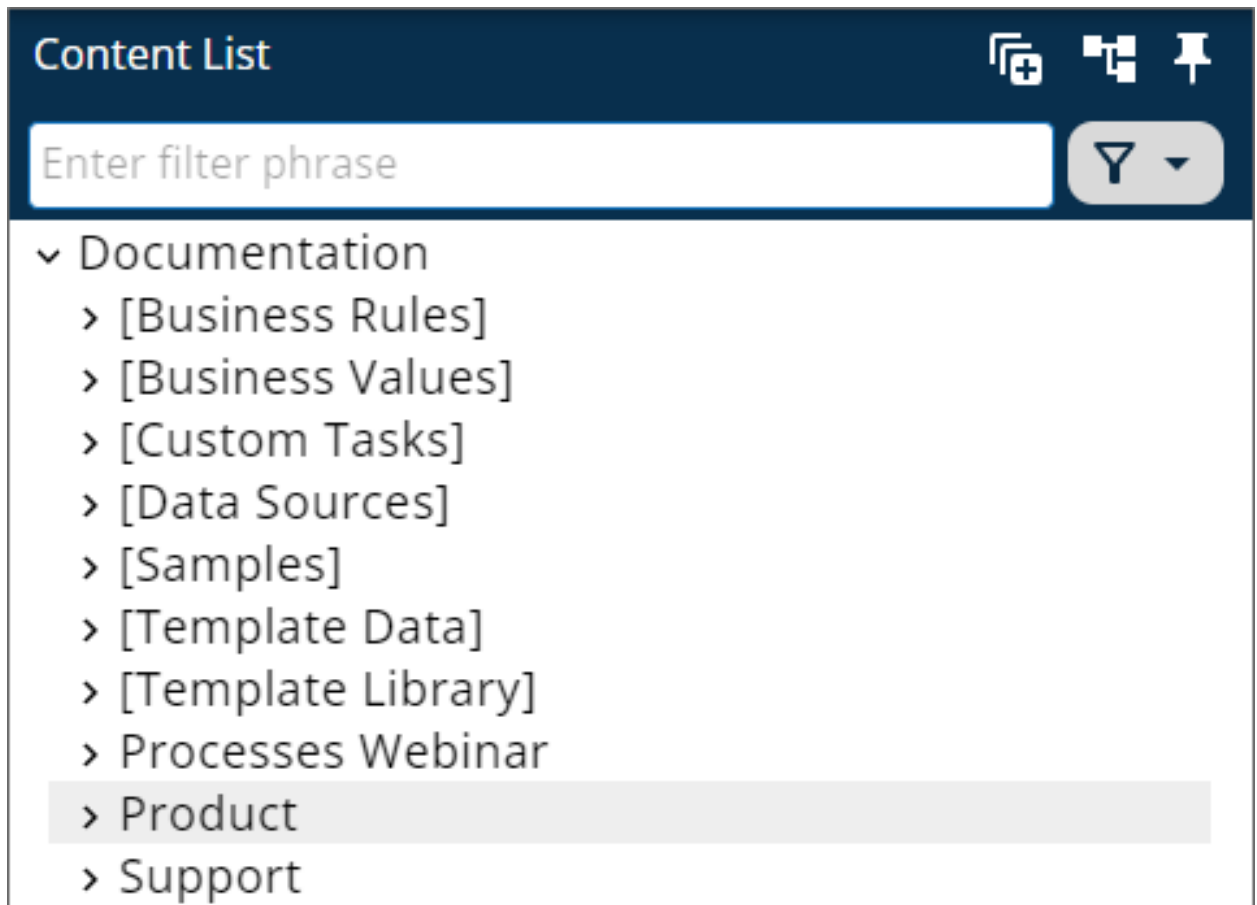 Content List
Enter filter phrase
Documentation
[Business Rules]
[Business Values]
[Custom Tasks]
[Data Sources]
[Samples]
[Template Data]
[Template Library]
Processes Webinar
Product
Support